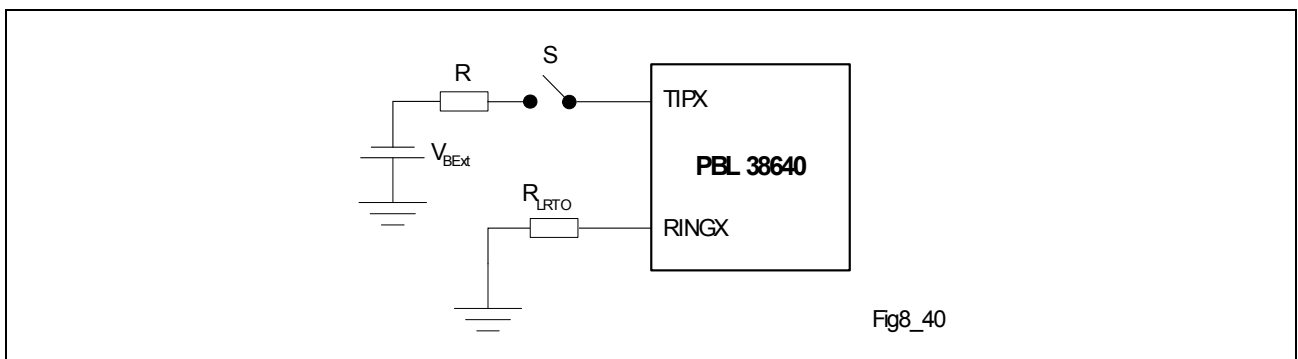 S
R
TIPX
V_BExt
PBL 38640
R_LRTO
RINGX
Fig8_40